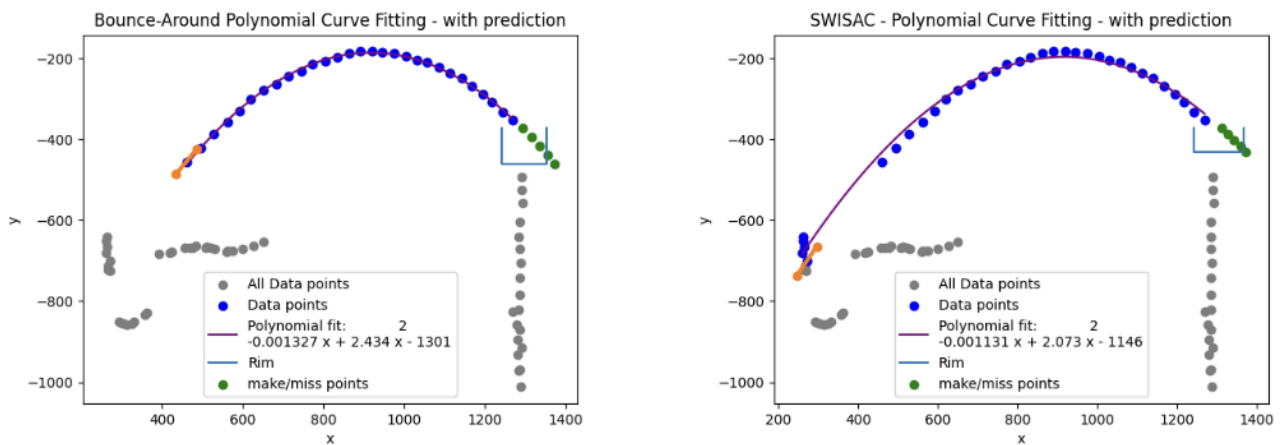 Bounce-Around Polynomial Curve Fitting - with prediction
−200
−400
−600
−800
−1000
y
400
600
800
1000
1200
1400
x
All Data points
Data points
Polynomial fit: 2
-0.001327 x + 2.434 x - 1301
Rim
make/miss points
SWISAC - Polynomial Curve Fitting - with prediction
−200
−400
−600
−800
−1000
y
200
400
600
800
1000
1200
1400
x
All Data points
Data points
Polynomial fit: 2
-0.001131 x + 2.073 x - 1146
Rim
make/miss points